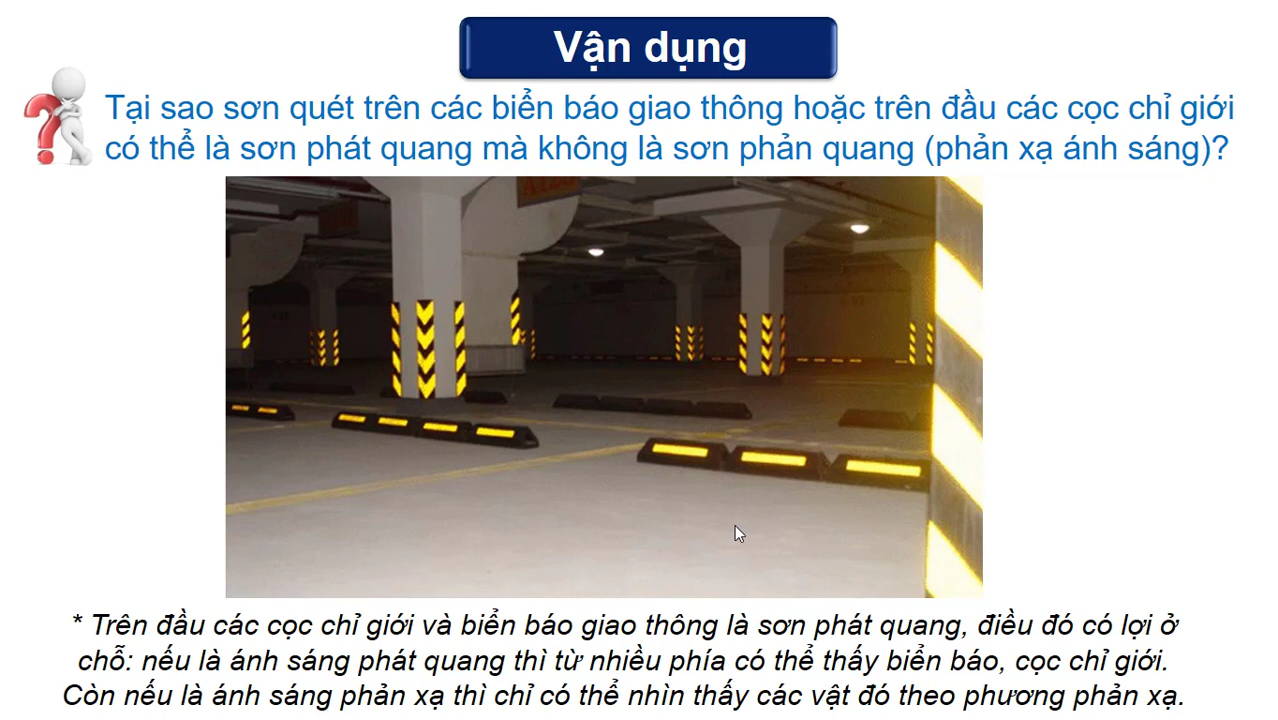 Vận dụng
Tại sao sơn quét trên các biển báo giao thông hoặc trên đầu các cọc chỉ giới
có thể là sơn phát quang mà không là sơn phản quang (phản xạ ánh sáng)?
* Trên đầu các cọc chỉ giới và biển báo giao thông là sơn phát quang, điều đó có lợi ở
chỗ: nếu là ánh sáng phát quang thì từ nhiều phía có thể thấy biển báo, cọc chỉ giới.
Còn nếu là ánh sáng phản xạ thì chỉ có thể nhìn thấy các vật đó theo phương phản xạ.